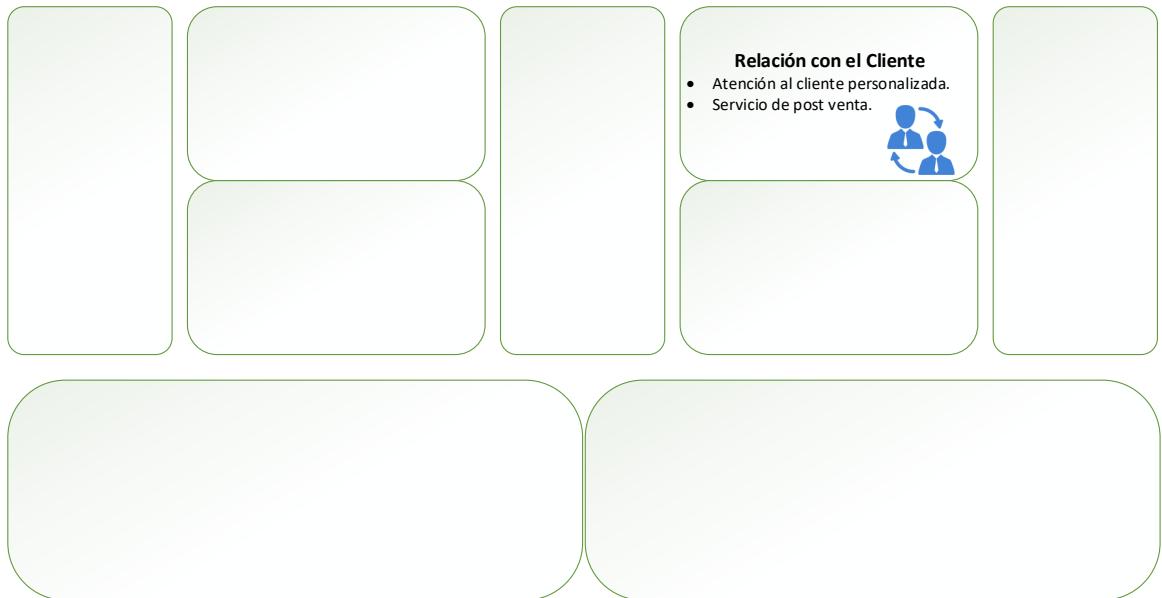 Relación con el Cliente
• Atención al cliente personalizada.
• Servicio de post venta.